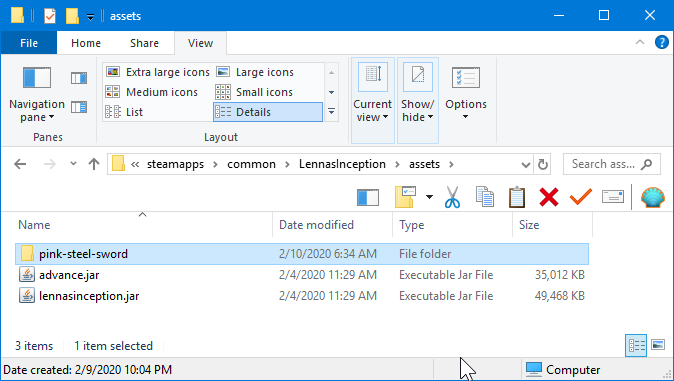 assets
File Home Share View
Extra large icons Large icons
Medium icons Small icons
List Details
Navigation pane
Current view
Show/hide
Options
Panes Layout
steamapps common LennasInception assets Search ass...
Name Date modified Type Size
pink-steel-sword 2/10/2020 6:34 AM File folder
advance.jar 2/4/2020 11:29 AM Executable Jar File 35,012 KB
lennasinception.jar 2/4/2020 11:29 AM Executable Jar File 49,468 KB
3 items 1 item selected
Date created: 2/9/2020 10:04 PM Computer